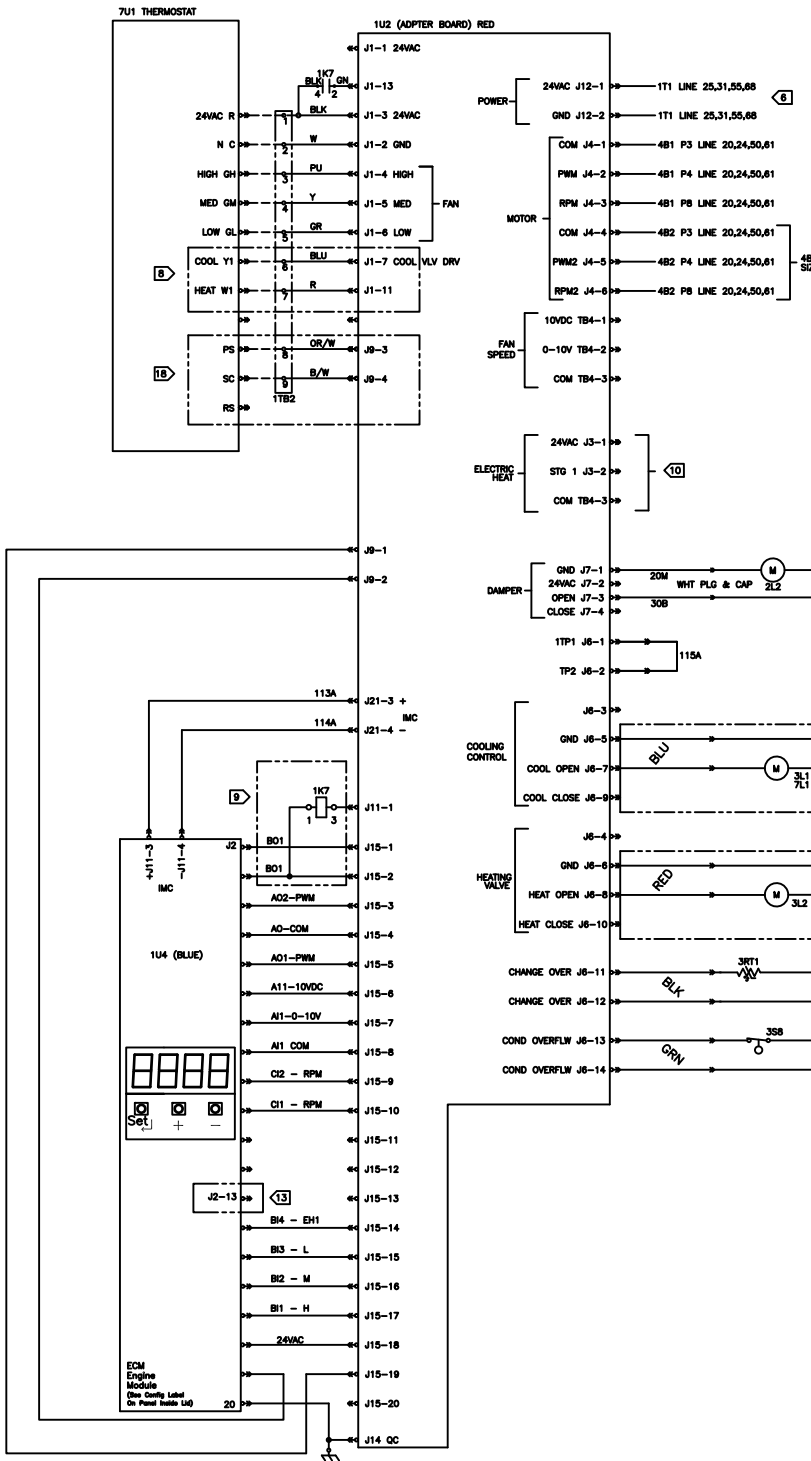 7U1 THERMOSTAT
1U2 (ADPTER BOARD) RED
J1-1 24VAC
1K7
BLK GN
4 2
J1-13
24VAC R
1
BLK
J1-3 24VAC
N C
2
W
J1-2 GND
HIGH GH
3
PU
J1-4 HIGH
MED GM
4
Y
J1-5 MED
FAN
LOW GL
5
GR
J1-6 LOW
8
COOL Y1
6
BLU
J1-7 COOL VLV DRV
HEAT W1
7
R
J1-11
18
PS
8
OR/W
J9-3
SC
9
B/W
J9-4
1TB2
RS
J9-1
J9-2
113A
J21-3 +
IMC
114A
J21-4 -
9
1K7
1 3
J11-1
+J11-3
-J11-4
IMC
J2
BO1
J15-1
BO1
J15-2
AO2-PWM
J15-3
1U4 (BLUE)
AO-COM
J15-4
AO1-PWM
J15-5
A11-10VDC
J15-6
AI1-0-10V
J15-7
AI1 COM
J15-8
CI2 - RPM
J15-9
CI1 - RPM
J15-10
8888
Set + -
J15-11
J15-12
J2-13
13
J15-13
BI4 - EH1
J15-14
BI3 - L
J15-15
BI2 - M
J15-16
BI1 - H
J15-17
24VAC
J15-18
ECM
Engine
Module
(See Config Label
On Panel Inside Lid)
J15-19
20
J15-20
J14 QC
POWER
24VAC J12-1
1T1 LINE 25,31,55,68
6
GND J12-2
1T1 LINE 25,31,55,68
MOTOR
COM J4-1
4B1 P3 LINE 20,24,50,61
PWM J4-2
4B1 P4 LINE 20,24,50,61
RPM J4-3
4B1 P8 LINE 20,24,50,61
COM J4-4
4B2 P3 LINE 20,24,50,61
PWM2 J4-5
4B2 P4 LINE 20,24,50,61
RPM2 J4-6
4B2 P8 LINE 20,24,50,61
FAN
SPEED
10VDC TB4-1
0-10V TB4-2
COM TB4-3
ELECTRIC
HEAT
24VAC J3-1
STG 1 J3-2
10
COM TB4-3
DAMPER
GND J7-1
20M
M
2L2
24VAC J7-2
WHT PLG & CAP
OPEN J7-3
30B
CLOSE J7-4
1TP1 J6-1
115A
TP2 J6-2
COOLING
CONTROL
J6-3
GND J6-5
BLU
COOL OPEN J6-7
M
3L1
7L1
COOL CLOSE J6-9
HEATING
VALVE
J6-4
GND J6-6
RED
HEAT OPEN J6-8
M
3L2
HEAT CLOSE J6-10
CHANGE OVER J6-11
3RT1
BLK
CHANGE OVER J6-12
COND OVERFLW J6-13
3S8
GRN
COND OVERFLW J6-14